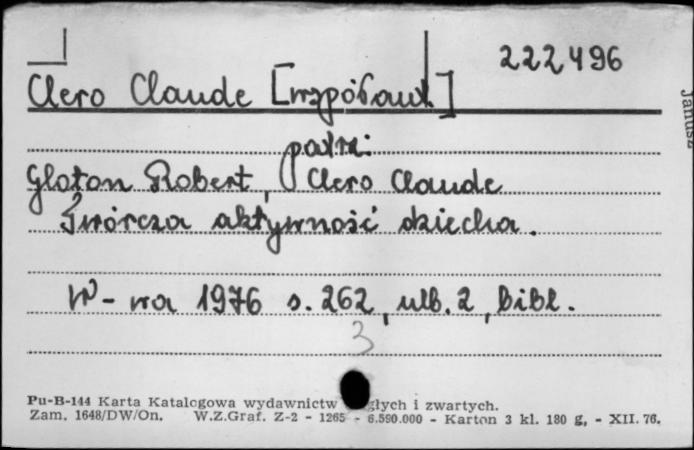 222496
Clero Claude [współaut.]
patrz:
Gloton Robert, Clero Claude
Twórcza aktywność dziecka.
W-wa 1976 s. 262, nlb. 2, bibl.
3
Pu-B-144 Karta Katalogowa wydawnictw ciągłych i zwartych.
Zam. 1648/DW/On. W.Z.Graf. Z-2 - 1265 - 6.590.000 - Karton 3 kl. 180 g, - XII. 76.
Janusz